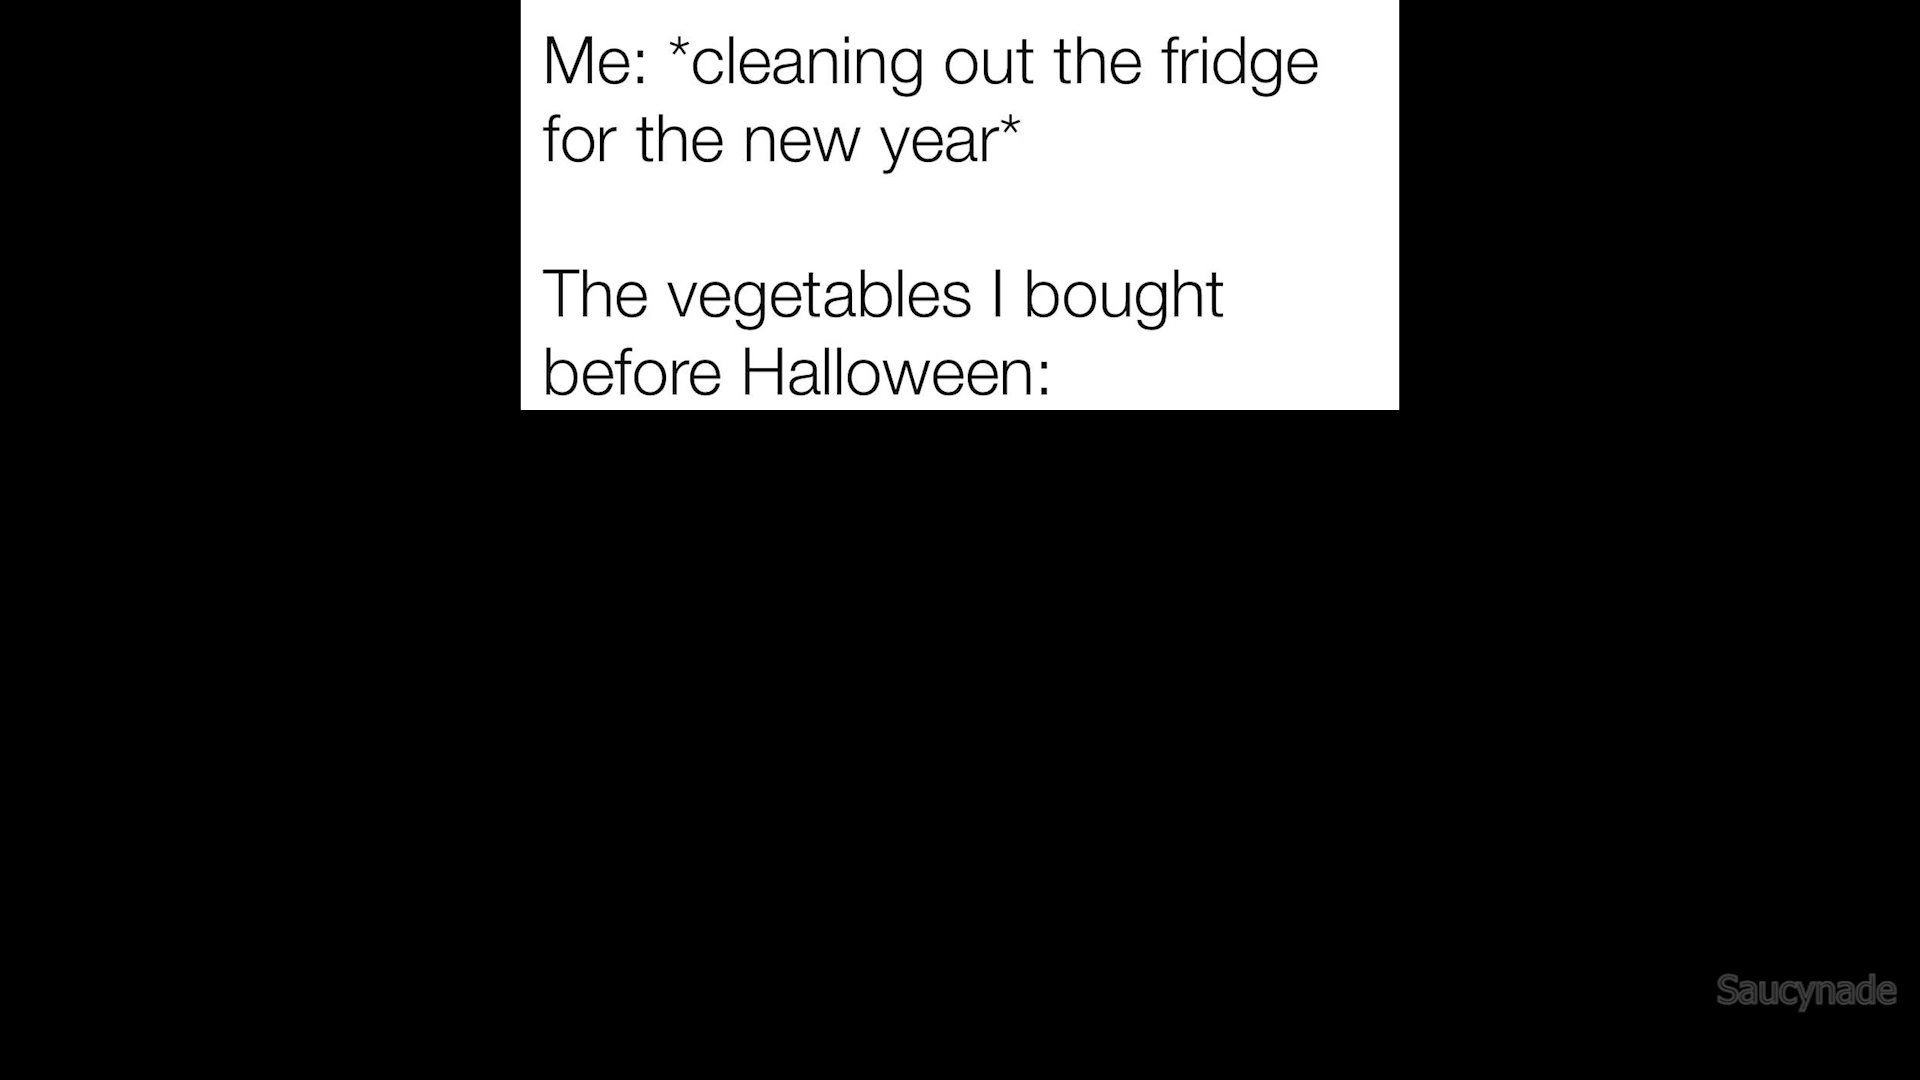 Me: *cleaning out the fridge
for the new year*
The vegetables I bought
before Halloween:
Saucynade